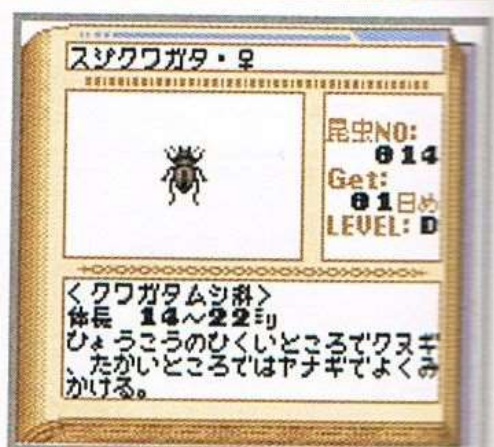 スジクワガタ・♀
昆虫NO:
014
Get:
01日め
LEVEL: D
<クワガタムシ科>
体長 14~22ミリ
ひょうこうのひくいところでクヌギ
、たかいところではヤナギでよくみ
かける。